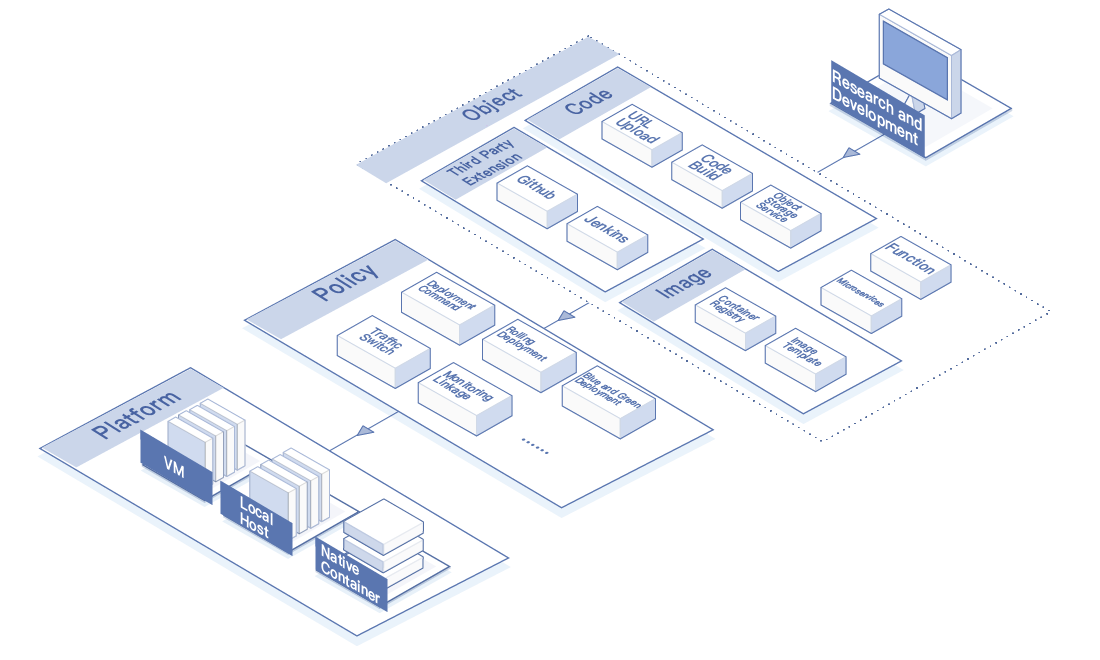 Research and
Development
Object
Code
URL
Upload
Code
Build
Object
Storage
Service
Third Party
Extension
Github
Jenkins
Function
Microservices
Image
Container
Registry
Image
Template
Policy
Deployment
Command
Traffic
Switch
Rolling
Deployment
Monitoring
Linkage
Blue and Green
Deployment
......
Platform
VM
Local
Host
Native
Container